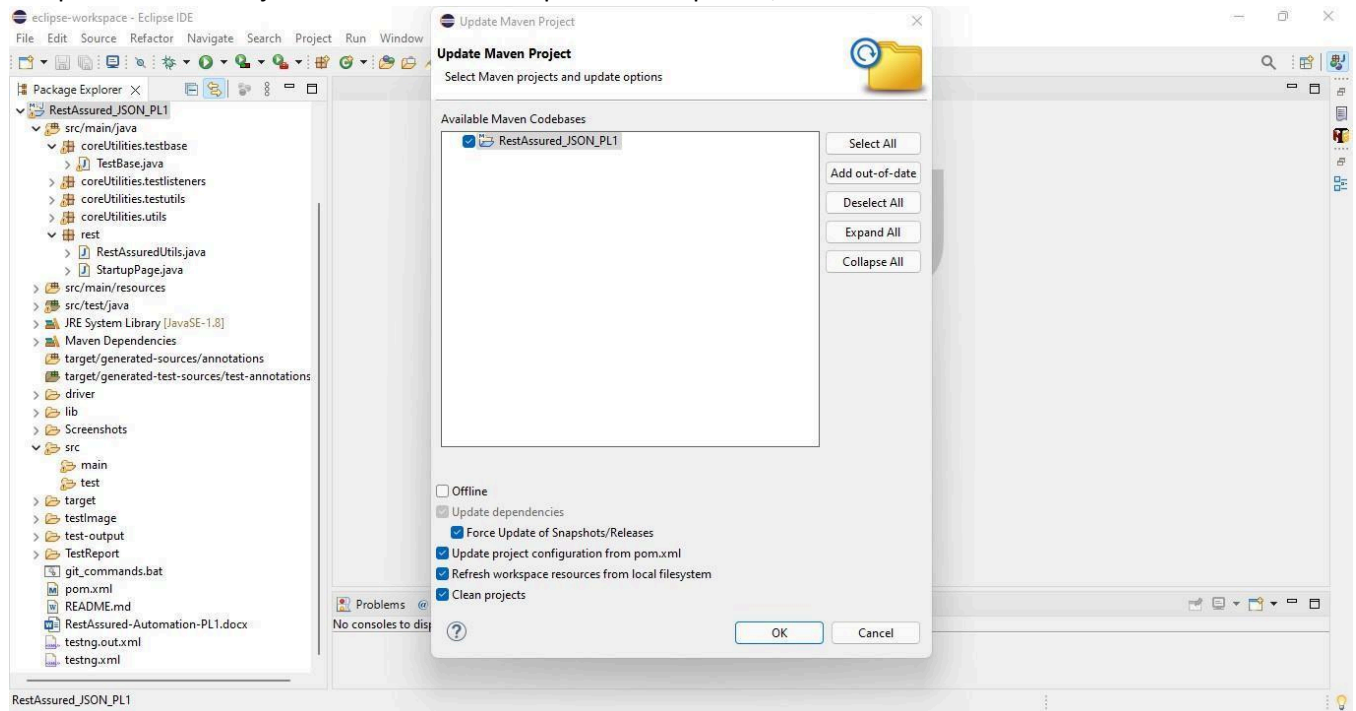 eclipse-workspace - Eclipse IDE
File Edit Source Refactor Navigate Search Project Run Window
Package Explorer
RestAssured_JSON_PL1
src/main/java
coreUtilities.testbase
TestBase.java
coreUtilities.testlisteners
coreUtilities.testutils
coreUtilities.utils
rest
RestAssuredUtils.java
StartupPage.java
src/main/resources
src/test/java
JRE System Library [JavaSE-1.8]
Maven Dependencies
target/generated-sources/annotations
target/generated-test-sources/test-annotations
driver
lib
Screenshots
src
main
test
target
testImage
test-output
TestReport
git_commands.bat
pom.xml
README.md
RestAssured-Automation-PL1.docx
testng.out.xml
testng.xml
Update Maven Project
Update Maven Project
Select Maven projects and update options
Available Maven Codebases
RestAssured_JSON_PL1
Select All
Add out-of-date
Deselect All
Expand All
Collapse All
Offline
Update dependencies
Force Update of Snapshots/Releases
Update project configuration from pom.xml
Refresh workspace resources from local filesystem
Clean projects
OK Cancel
Problems @
No consoles to dis
RestAssured_JSON_PL1